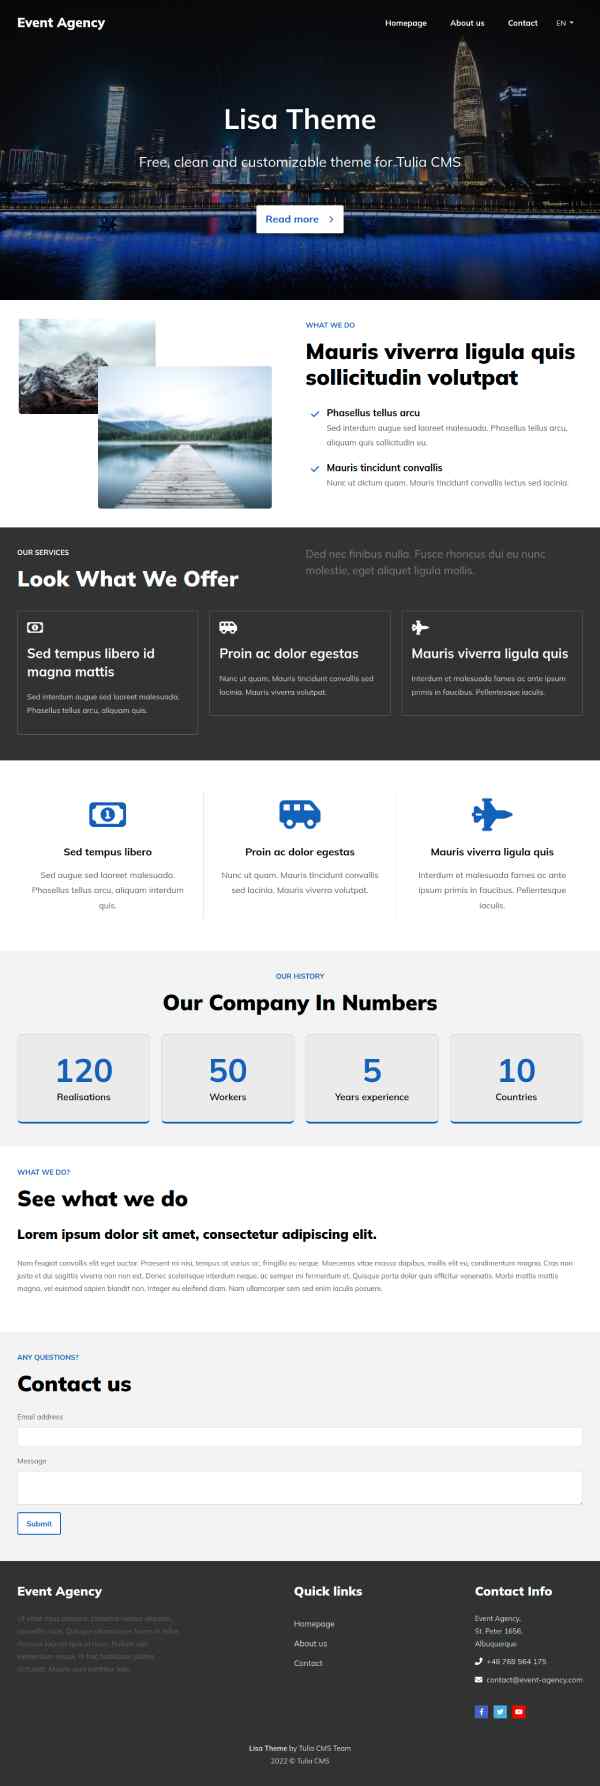 Event Agency
Homepage
About us
Contact
EN
Lisa Theme
Free, clean and customizable theme for Tulia CMS
Read more
WHAT WE DO
Mauris viverra ligula quis
sollicitudin volutpat
Phasellus tellus arcu
Sed interdum augue sed laoreet malesuada. Phasellus tellus arcu,
aliquam quis sollicitudin eu.
Mauris tincidunt convallis
Nunc ut dictum quam. Mauris tincidunt convallis lectus sed lacinia.
OUR SERVICES
Look What We Offer
Ded nec finibus nulla. Fusce rhoncus dui eu nunc
molestie, eget aliquet ligula mollis.
Sed tempus libero id
magna mattis
Sed interdum augue sed laoreet malesuada.
Phasellus tellus arcu, aliquam quis.
Proin ac dolor egestas
Nunc ut quam. Mauris tincidunt convallis sed
lacinia. Mauris viverra volutpat.
Mauris viverra ligula quis
Interdum et malesuada fames ac ante ipsum
primis in faucibus. Pellentesque iaculis.
Sed tempus libero
Sed augue sed laoreet malesuada.
Phasellus tellus arcu, aliquam interdum
quis.
Proin ac dolor egestas
Nunc ut quam. Mauris tincidunt convallis
sed lacinia. Mauris viverra volutpat.
Mauris viverra ligula quis
Interdum et malesuada fames ac ante
ipsum primis in faucibus. Pellentesque
iaculis.
OUR HISTORY
Our Company In Numbers
120
Realisations
50
Workers
5
Years experience
10
Countries
WHAT WE DO?
See what we do
Lorem ipsum dolor sit amet, consectetur adipiscing elit.
Nam feugiat convallis elit eget auctor. Praesent mi nisi, tempus at varius ac, fringilla eu neque. Maecenas vitae massa dapibus, mollis elit eu, condimentum magna. Cras non
justo et dui sagittis viverra non non est. Donec scelerisque interdum neque, ac semper mi fermentum et. Quisque porta dolor quis efficitur venenatis. Morbi mattis mattis
magna, vel euismod sapien blandit non. Integer eu eleifend diam. Nam ullamcorper sem sed enim iaculis posuere.
ANY QUESTIONS?
Contact us
Email address
Message
Submit
Event Agency
Quick links
Homepage
About us
Contact
Contact Info
Event Agency,
St. Peter 1656,
Albuquerque
+48 768 564 175
contact@event-agency.com
Lisa Theme by Tulia CMS Team
2022 © Tulia CMS